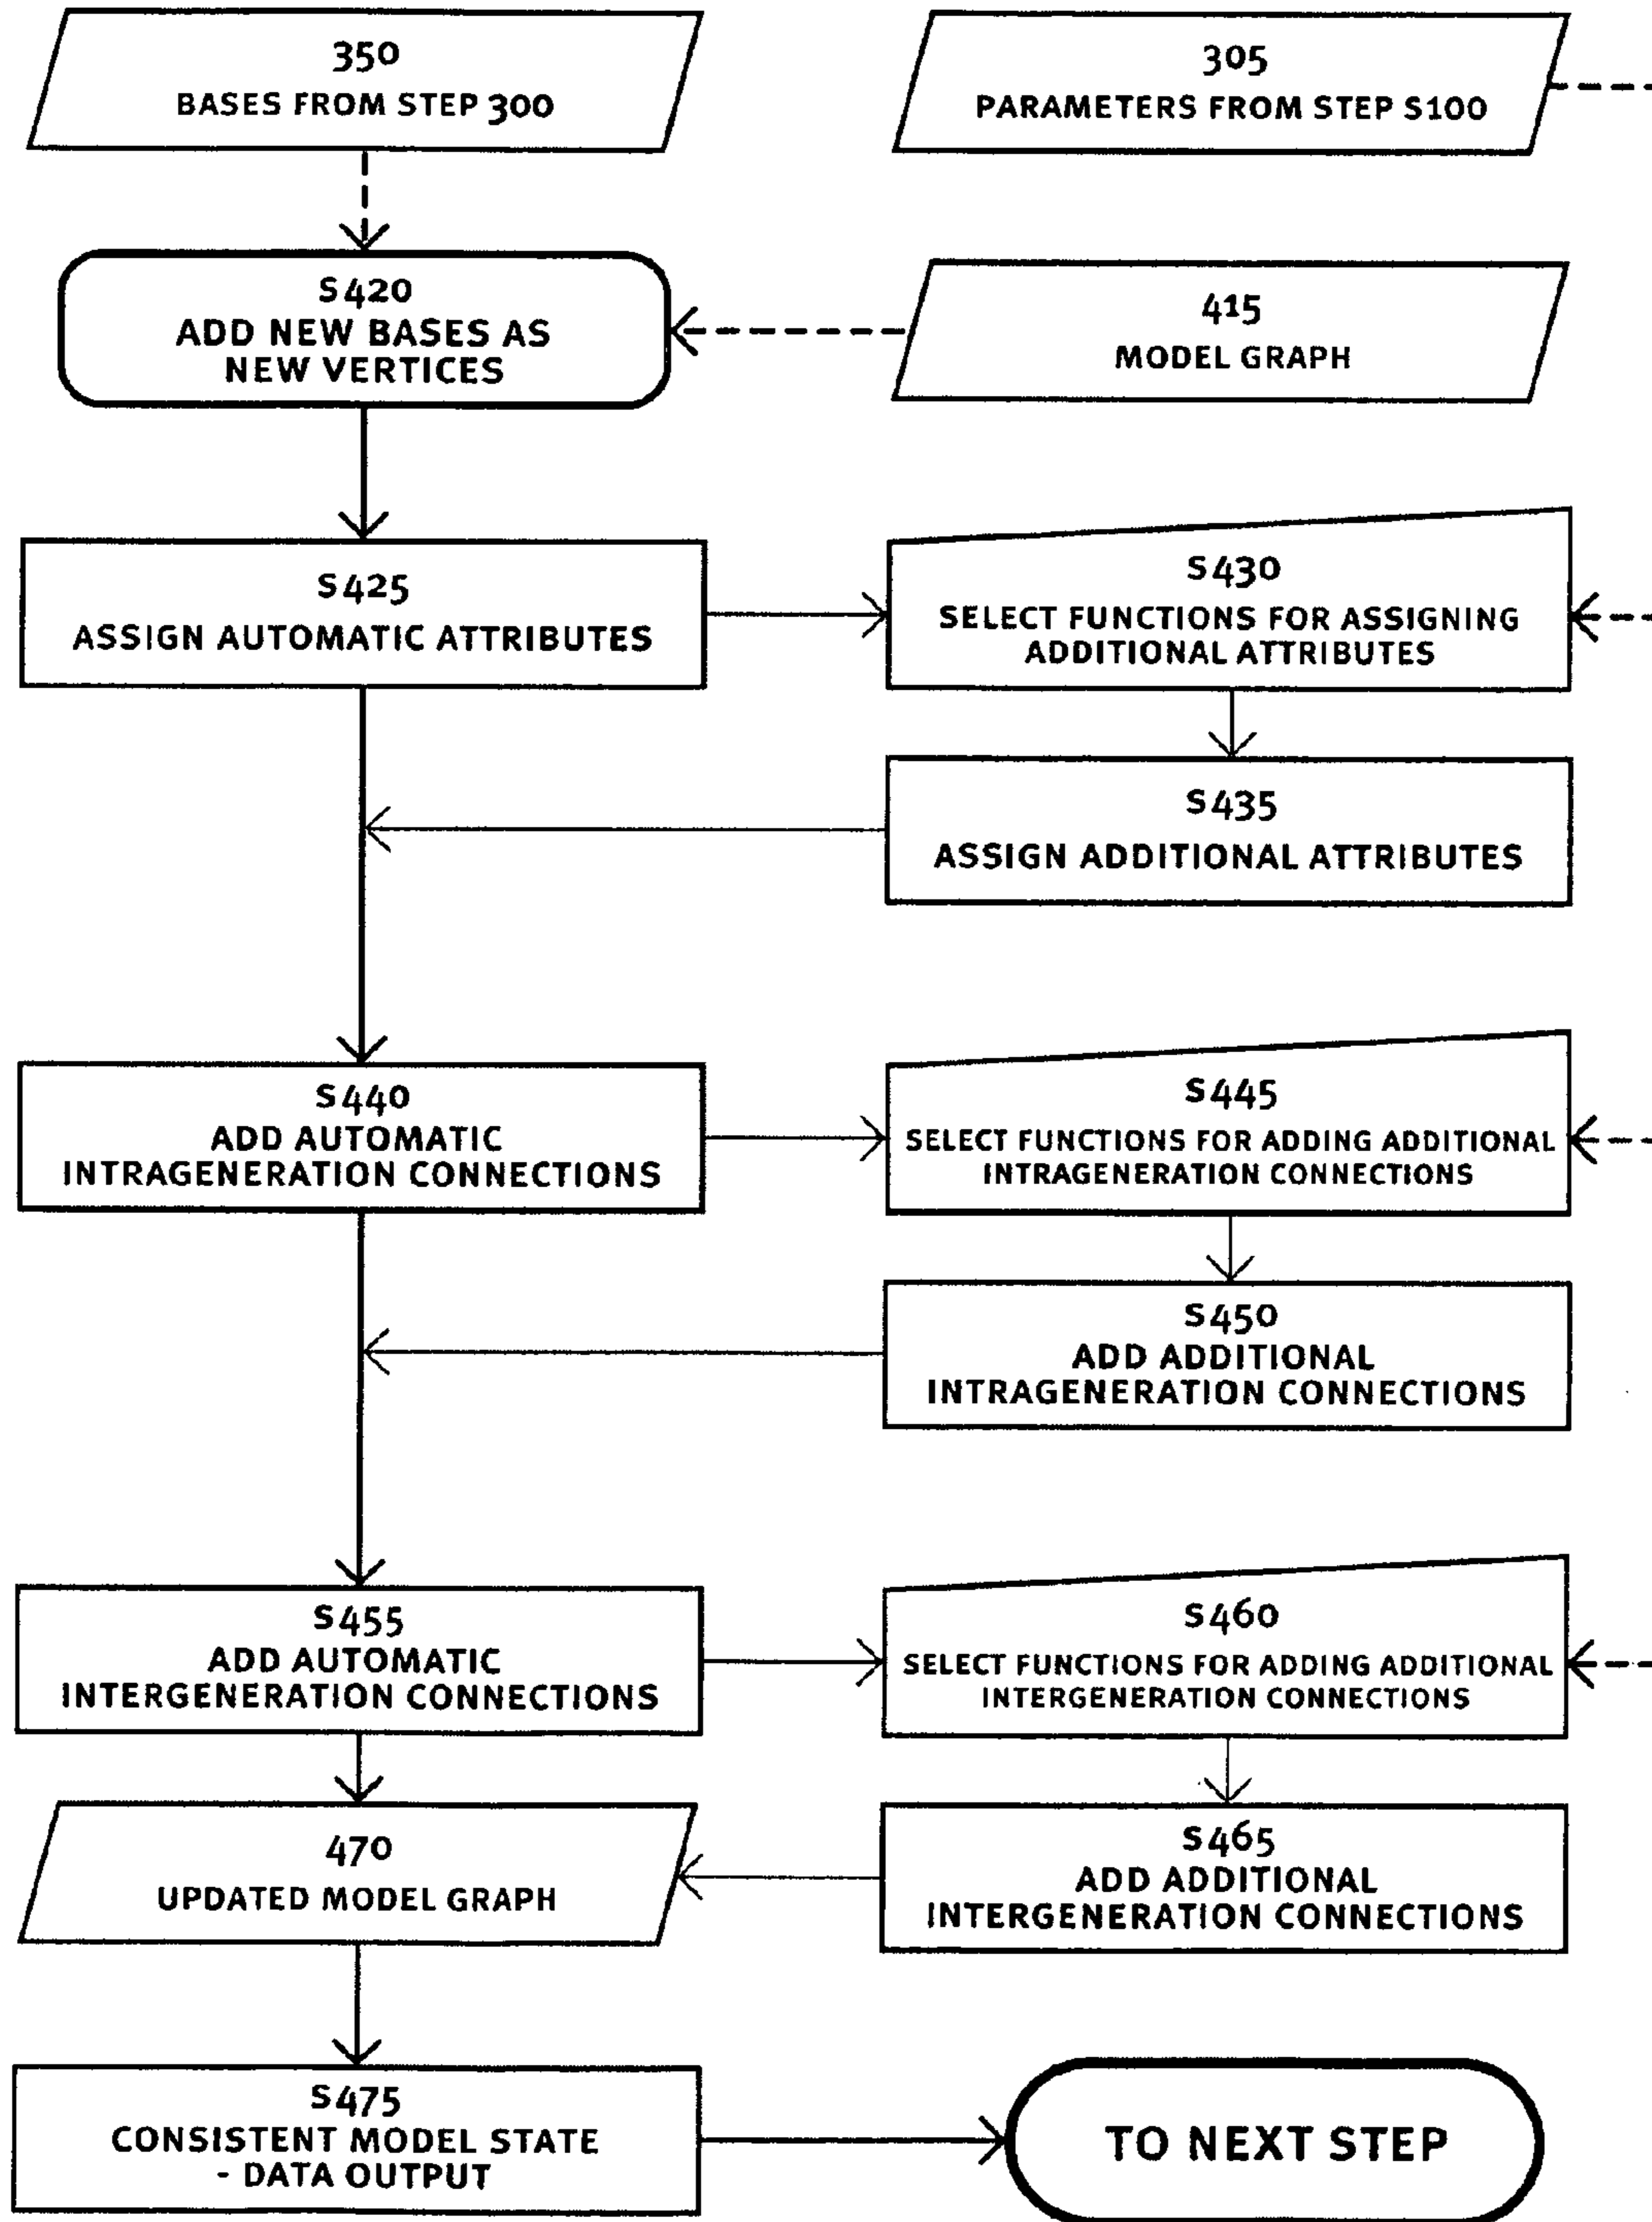 350
BASES FROM STEP 300
305
PARAMETERS FROM STEP S100
S420
ADD NEW BASES AS
NEW VERTICES
415
MODEL GRAPH
S425
ASSIGN AUTOMATIC ATTRIBUTES
S430
SELECT FUNCTIONS FOR ASSIGNING
ADDITIONAL ATTRIBUTES
S435
ASSIGN ADDITIONAL ATTRIBUTES
S440
ADD AUTOMATIC
INTRAGENERATION CONNECTIONS
S445
SELECT FUNCTIONS FOR ADDING ADDITIONAL
INTRAGENERATION CONNECTIONS
S450
ADD ADDITIONAL
INTRAGENERATION CONNECTIONS
S455
ADD AUTOMATIC
INTERGENERATION CONNECTIONS
S460
SELECT FUNCTIONS FOR ADDING ADDITIONAL
INTERGENERATION CONNECTIONS
S465
ADD ADDITIONAL
INTERGENERATION CONNECTIONS
470
UPDATED MODEL GRAPH
S475
CONSISTENT MODEL STATE
- DATA OUTPUT
TO NEXT STEP